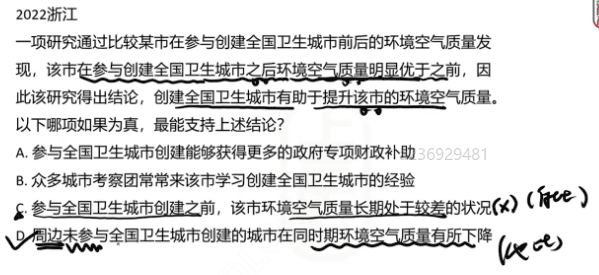 2022浙江
一项研究通过比较某市在参与创建全国卫生城市前后的环境空气质量发
现，该市在参与创建全国卫生城市之后环境空气质量明显优于之前，因
此该研究得出结论，创建全国卫生城市有助于提升该市的环境空气质量。
以下哪项如果为真，最能支持上述结论？
A. 参与全国卫生城市创建能够获得更多的政府专项财政补助
36929481
B. 众多城市考察团常常来该市学习创建全国卫生城市的经验
C. 参与全国卫生城市创建之前，该市环境空气质量长期处于较差的状况(x)
D. 周边未参与全国卫生城市创建的城市在同时期环境空气质量有所下降